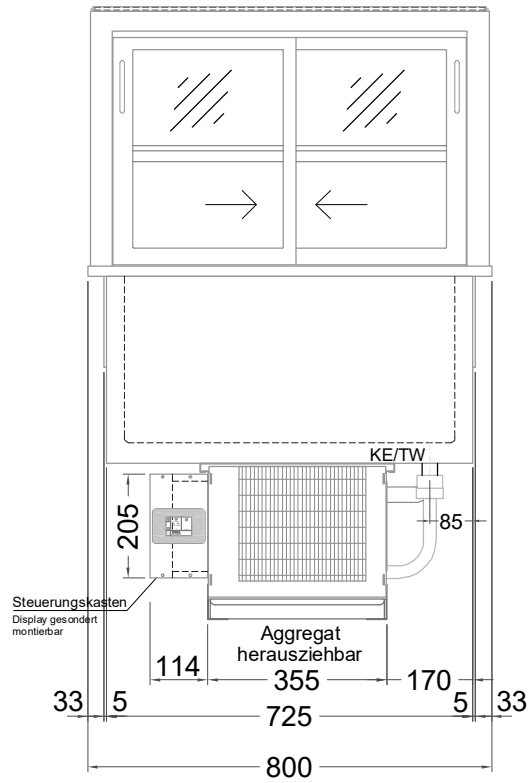 KE/TW
205
85
Steuerungskasten
Display gesondert
montierbar
Aggregat
herausziehbar
114
355
170
33
5
725
5
33
800